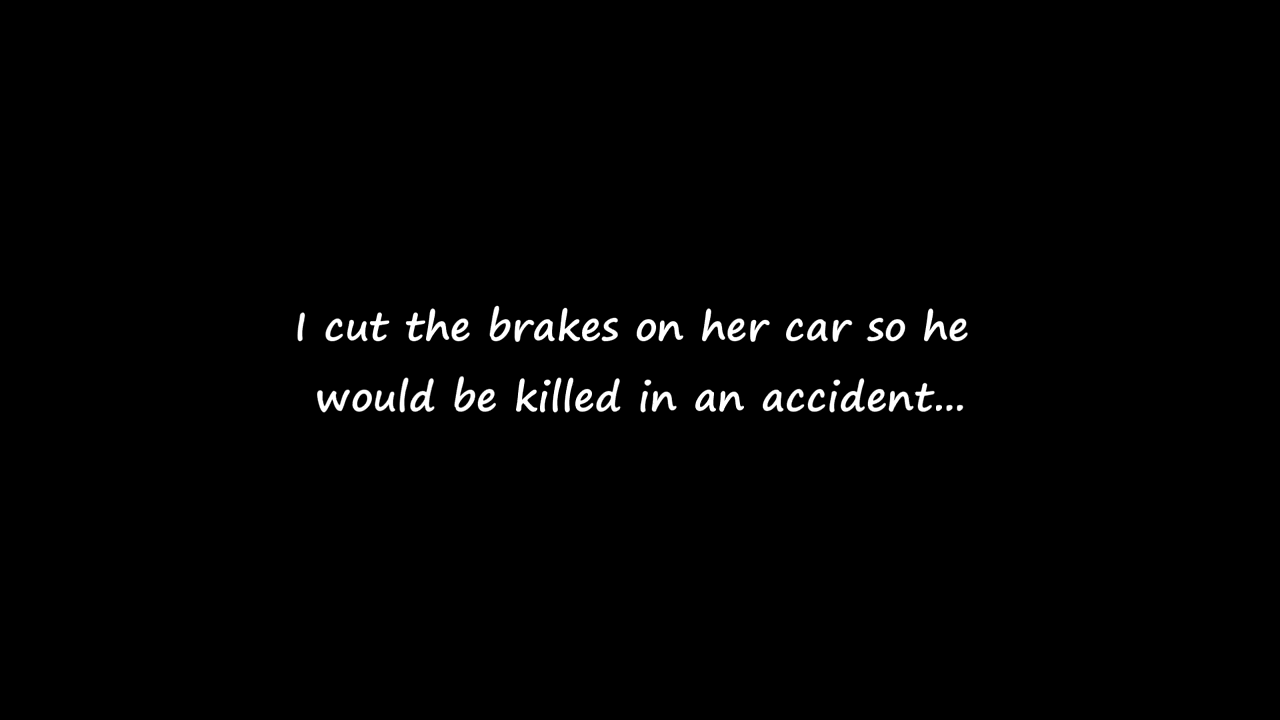 I cut the brakes on her car so he
would be killed in an accident...